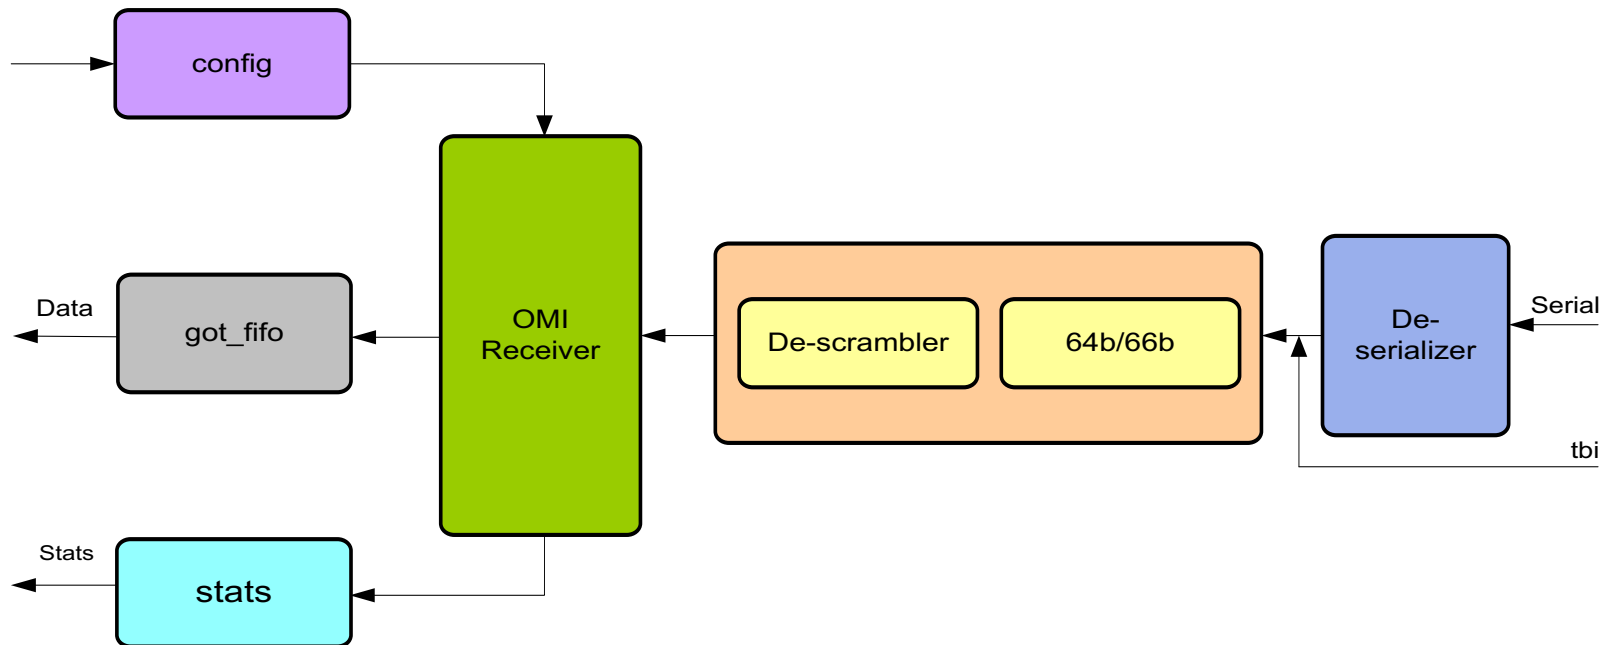 config
Data
got_fifo
OMI
Receiver
De-scrambler
64b/66b
De-
serializer
Serial
tbi
Stats
stats